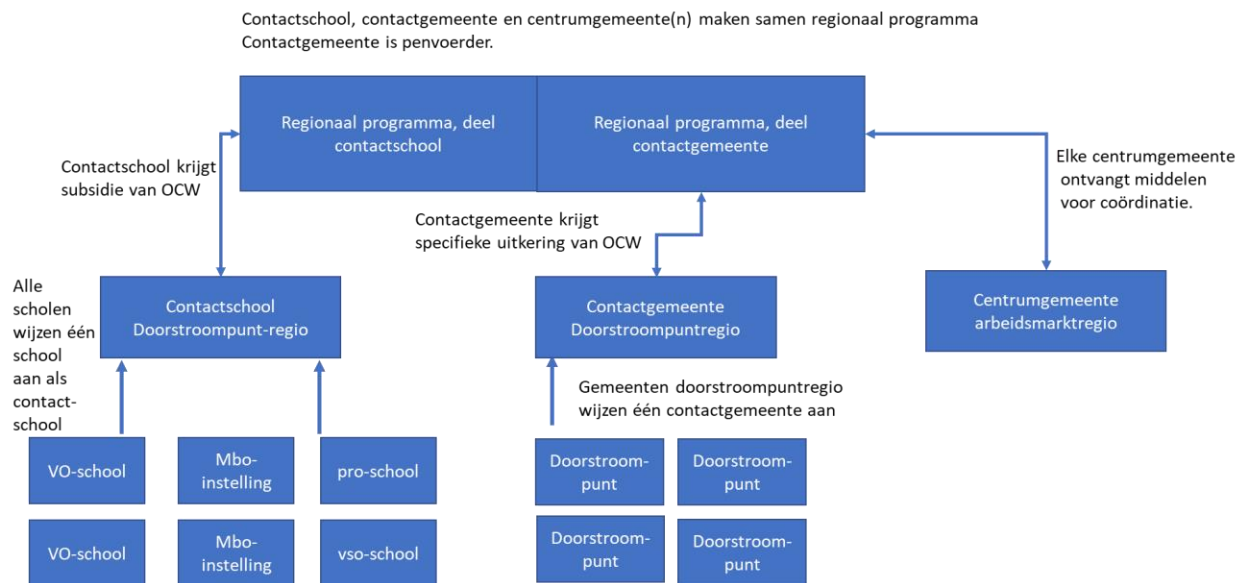 Contactschool, contactgemeente en centrumgemeente(n) maken samen regionaal programma
Contactgemeente is penvoerder.
Regionaal programma, deel
contactschool
Regionaal programma, deel
contactgemeente
Contactschool krijgt
subsidie van OCW
Elke centrumgemeente
ontvangt middelen
voor coördinatie.
Contactgemeente krijgt
specifieke uitkering van OCW
Alle
scholen
wijzen één
school
aan als
contact-
school
Contactschool
Doorstroompunt-regio
Contactgemeente
Doorstroompuntregio
Centrumgemeente
arbeidsmarktregio
Gemeenten doorstroompuntregio
wijzen één contactgemeente aan
VO-school
Mbo-
instelling
pro-school
Doorstroom-
punt
Doorstroom-
punt
VO-school
Mbo-
instelling
vso-school
Doorstroom-
punt
Doorstroom-
punt